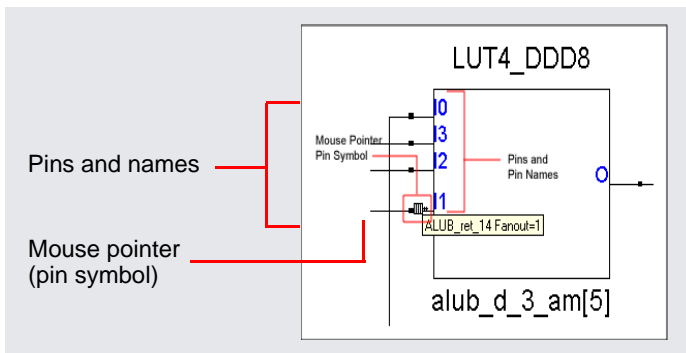 LUT4_DDD8
I0
I3
I2
I1
O
Mouse Pointer
Pin Symbol
Pins and
Pin Names
ALUB_ret_14 Fanout=1
alub_d_3_am[5]
Pins and names
Mouse pointer
(pin symbol)